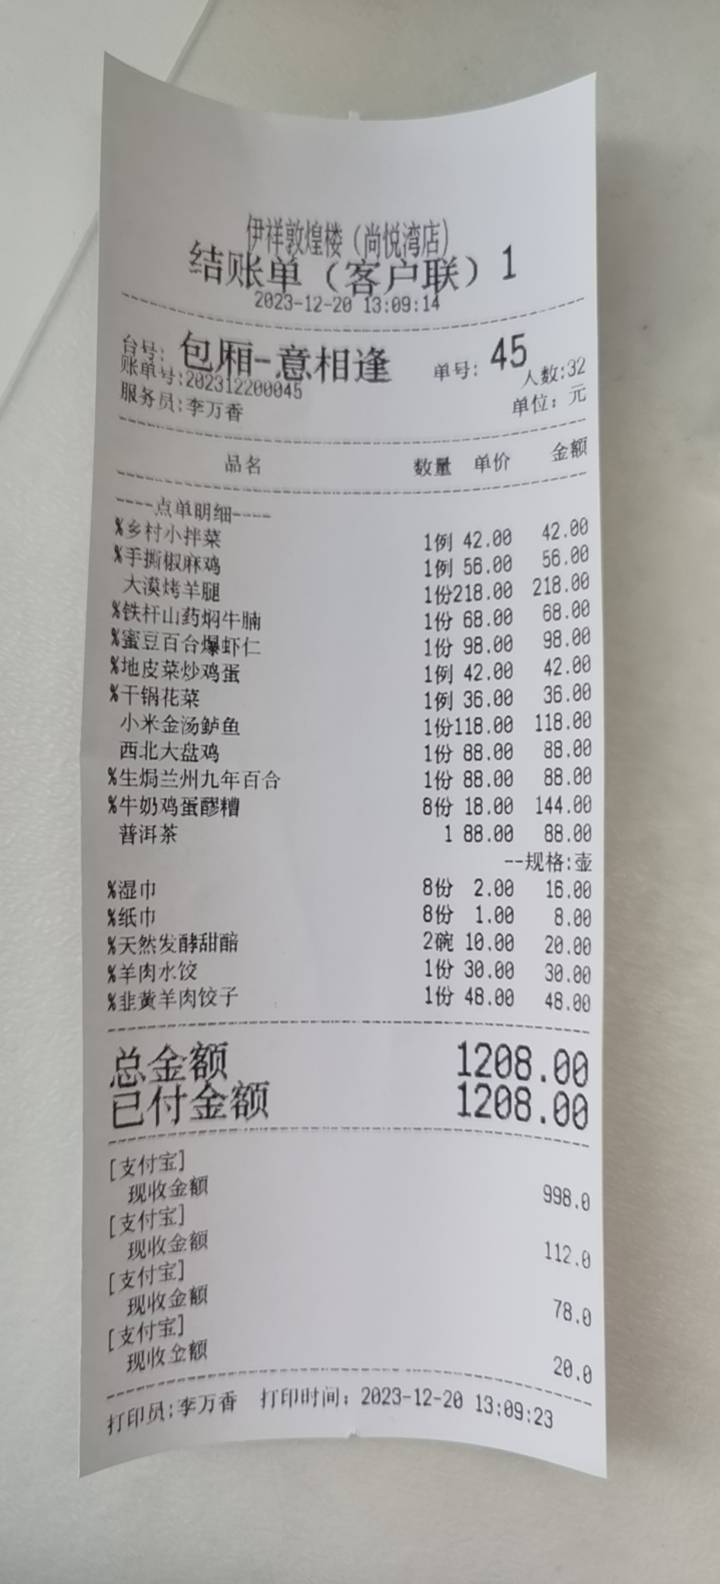 伊祥敦煌楼（尚悦湾店）
结账单（客户联）1
2023-12-20 13:09:14
台号: 包厢-意相逢 单号: 45
账单号:202312200045 人数:32
服务员:李万香 单位: 元
品名 数量 单价 金额
----点单明细----
%乡村小拌菜 1例 42.00 42.00
%手撕椒麻鸡 1例 56.00 56.00
大漠烤羊腿 1份218.00 218.00
%铁杆山药焖牛腩 1份 68.00 68.00
%蜜豆百合爆虾仁 1份 98.00 98.00
%地皮菜炒鸡蛋 1例 42.00 42.00
%干锅花菜 1例 36.00 36.00
小米金汤鲈鱼 1份118.00 118.00
西北大盘鸡 1份 88.00 88.00
%生焗兰州九年百合 1份 88.00 88.00
%牛奶鸡蛋醪糟 8份 18.00 144.00
普洱茶 1 88.00 88.00
--规格:壶
%湿巾 8份 2.00 16.00
%纸巾 8份 1.00 8.00
%天然发酵甜醅 2碗 10.00 20.00
%羊肉水饺 1份 30.00 30.00
%韭黄羊肉饺子 1份 48.00 48.00
总金额 1208.00
已付金额 1208.00
[支付宝]
现收金额 998.0
[支付宝]
现收金额 112.0
[支付宝]
现收金额 78.0
[支付宝]
现收金额 20.0
打印员:李万香 打印时间: 2023-12-20 13:09:23